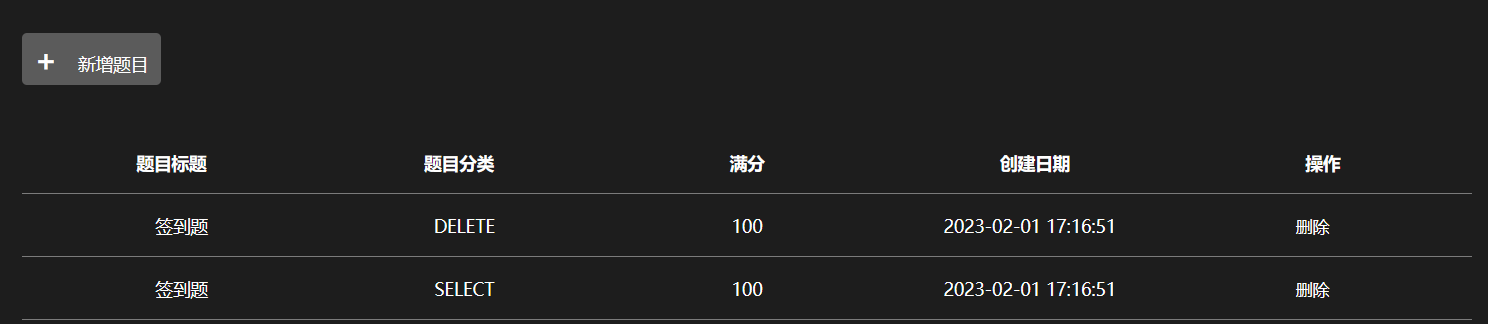 + 新增题目
题目标题 题目分类 满分 创建日期 操作
签到题 DELETE 100 2023-02-01 17:16:51 删除
签到题 SELECT 100 2023-02-01 17:16:51 删除